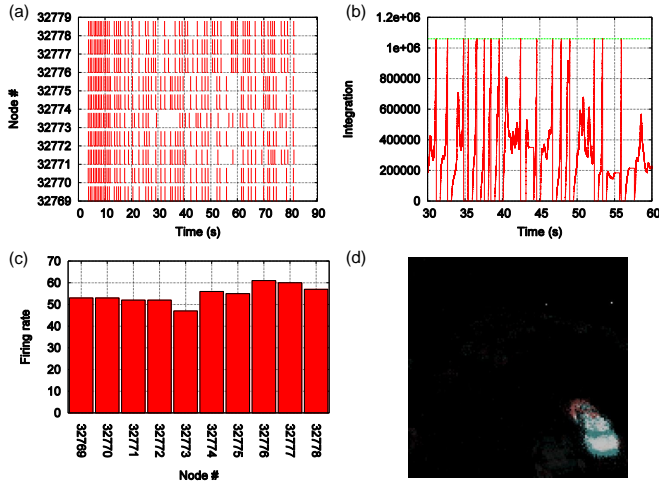 (a)
Node #
32779
32778
32777
32776
32775
32774
32773
32772
32771
32770
32769
0 10 20 30 40 50 60 70 80 90
Time (s)
(b)
Integration
1.2e+06
1e+06
800000
600000
400000
200000
0
30 35 40 45 50 55 60
Time (s)
(c)
Firing rate
70
60
50
40
30
20
10
0
32769 32770 32771 32772 32773 32774 32775 32776 32777 32778
Node #
(d)